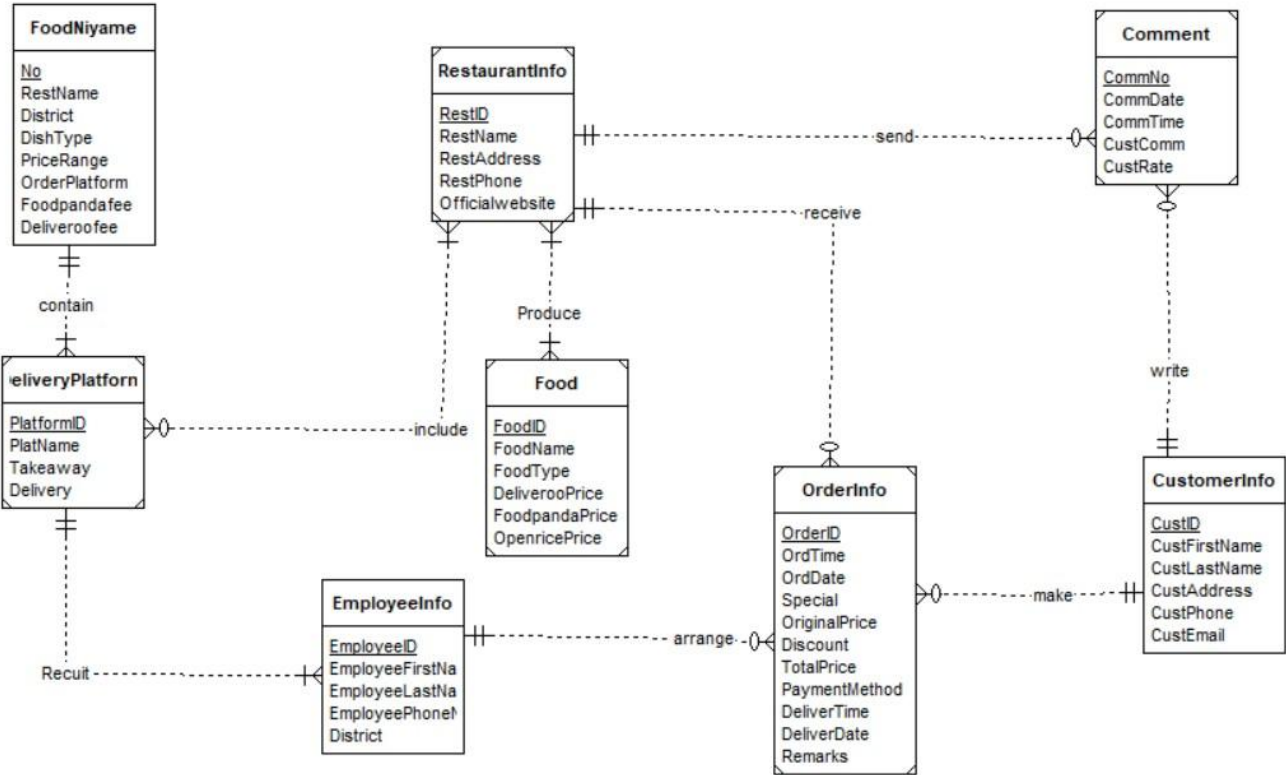 FoodNiyame
No
RestName
District
DishType
PriceRange
OrderPlatform
Foodpandafee
Deliveroofee
contain
eliveryPlatforn
PlatformID
PlatName
Takeaway
Delivery
Recuit
RestaurantInfo
RestID
RestName
RestAddress
RestPhone
Officialwebsite
include
Produce
Food
FoodID
FoodName
FoodType
DeliverooPrice
FoodpandaPrice
OpenricePrice
EmployeeInfo
EmployeeID
EmployeeFirstNa
EmployeeLastNa
EmployeePhoneN
District
arrange
send
receive
OrderInfo
OrderID
OrdTime
OrdDate
Special
OriginalPrice
Discount
TotalPrice
PaymentMethod
DeliverTime
DeliverDate
Remarks
make
Comment
CommNo
CommDate
CommTime
CustComm
CustRate
write
CustomerInfo
CustID
CustFirstName
CustLastName
CustAddress
CustPhone
CustEmail